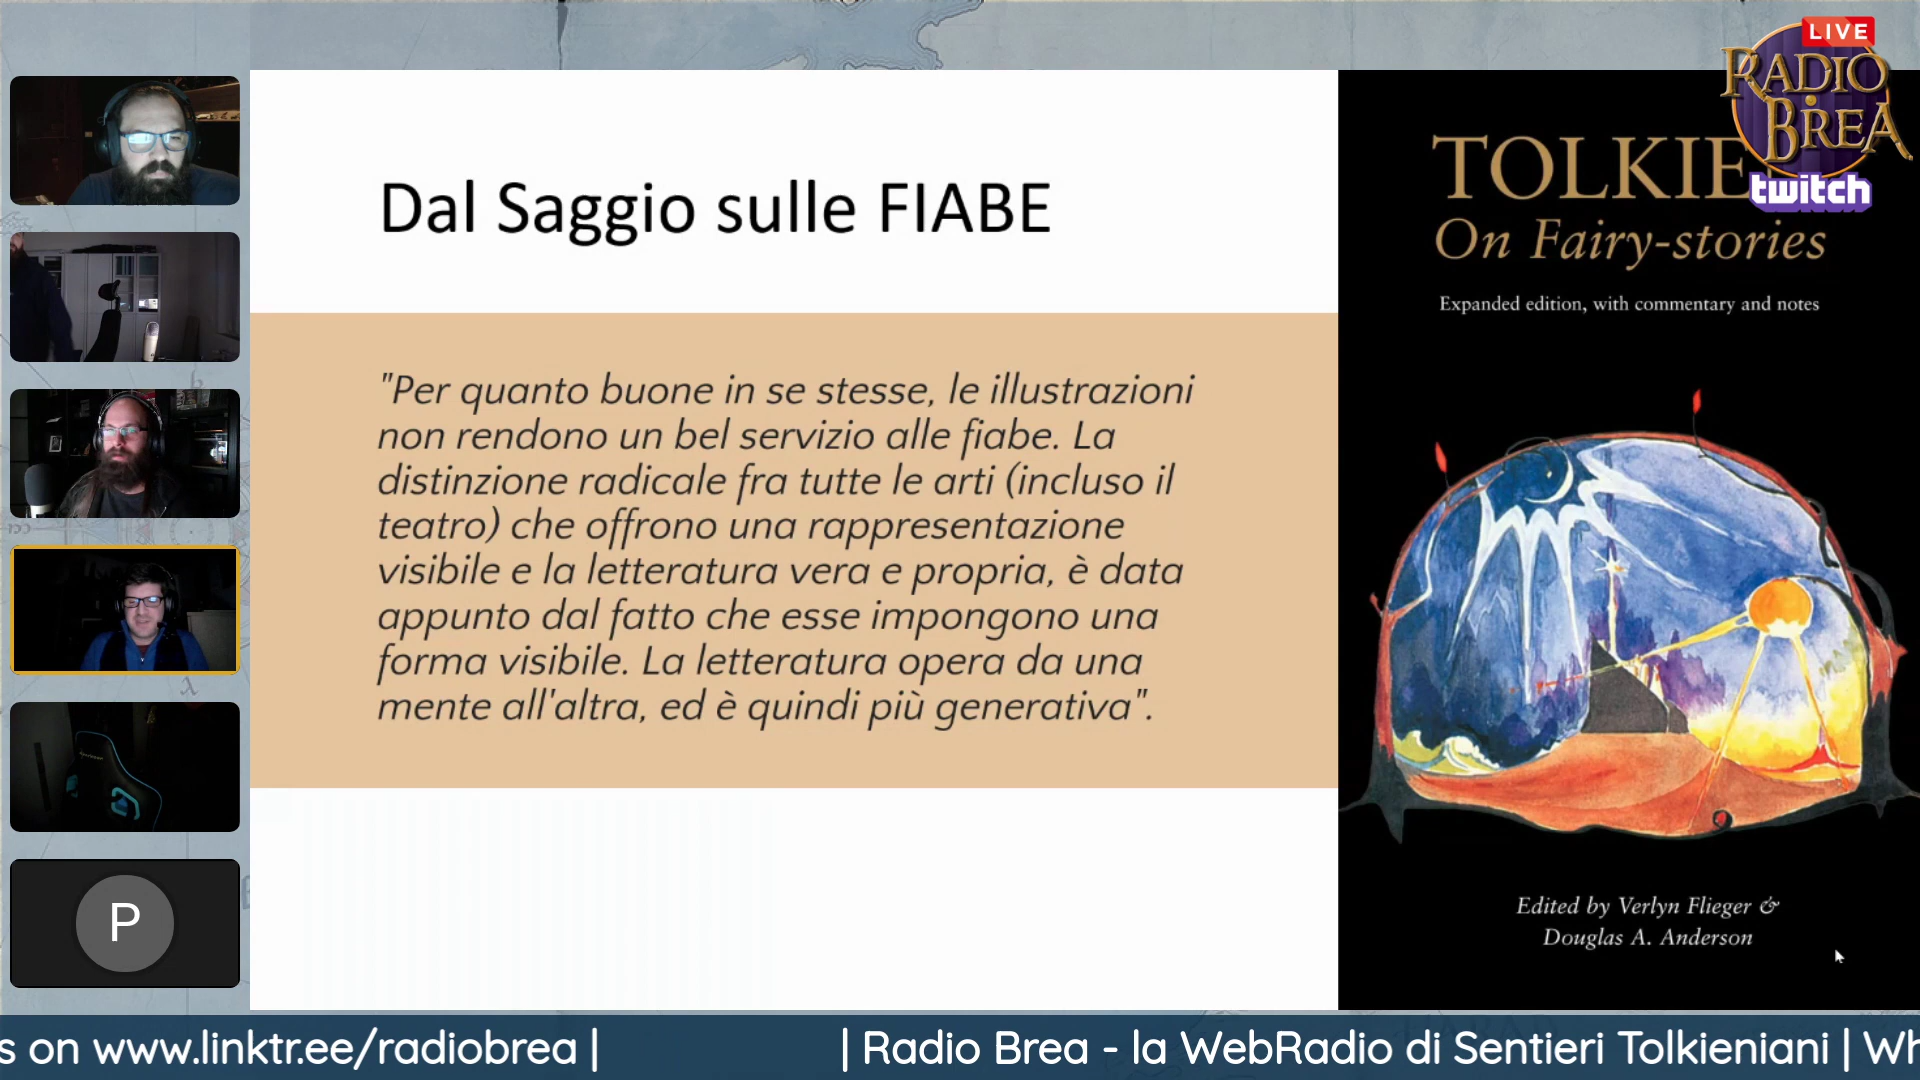 LIVE
RADIO
BREA
twitch
Dal Saggio sulle FIABE
"Per quanto buone in se stesse, le illustrazioni
non rendono un bel servizio alle fiabe. La
distinzione radicale fra tutte le arti (incluso il
teatro) che offrono una rappresentazione
visibile e la letteratura vera e propria, è data
appunto dal fatto che esse impongono una
forma visibile. La letteratura opera da una
mente all'altra, ed è quindi più generativa".
TOLKIE
On Fairy-stories
Expanded edition, with commentary and notes
Edited by Verlyn Flieger &
Douglas A. Anderson
P
s on www.linktr.ee/radiobrea | | Radio Brea - la WebRadio di Sentieri Tolkieniani | Wh